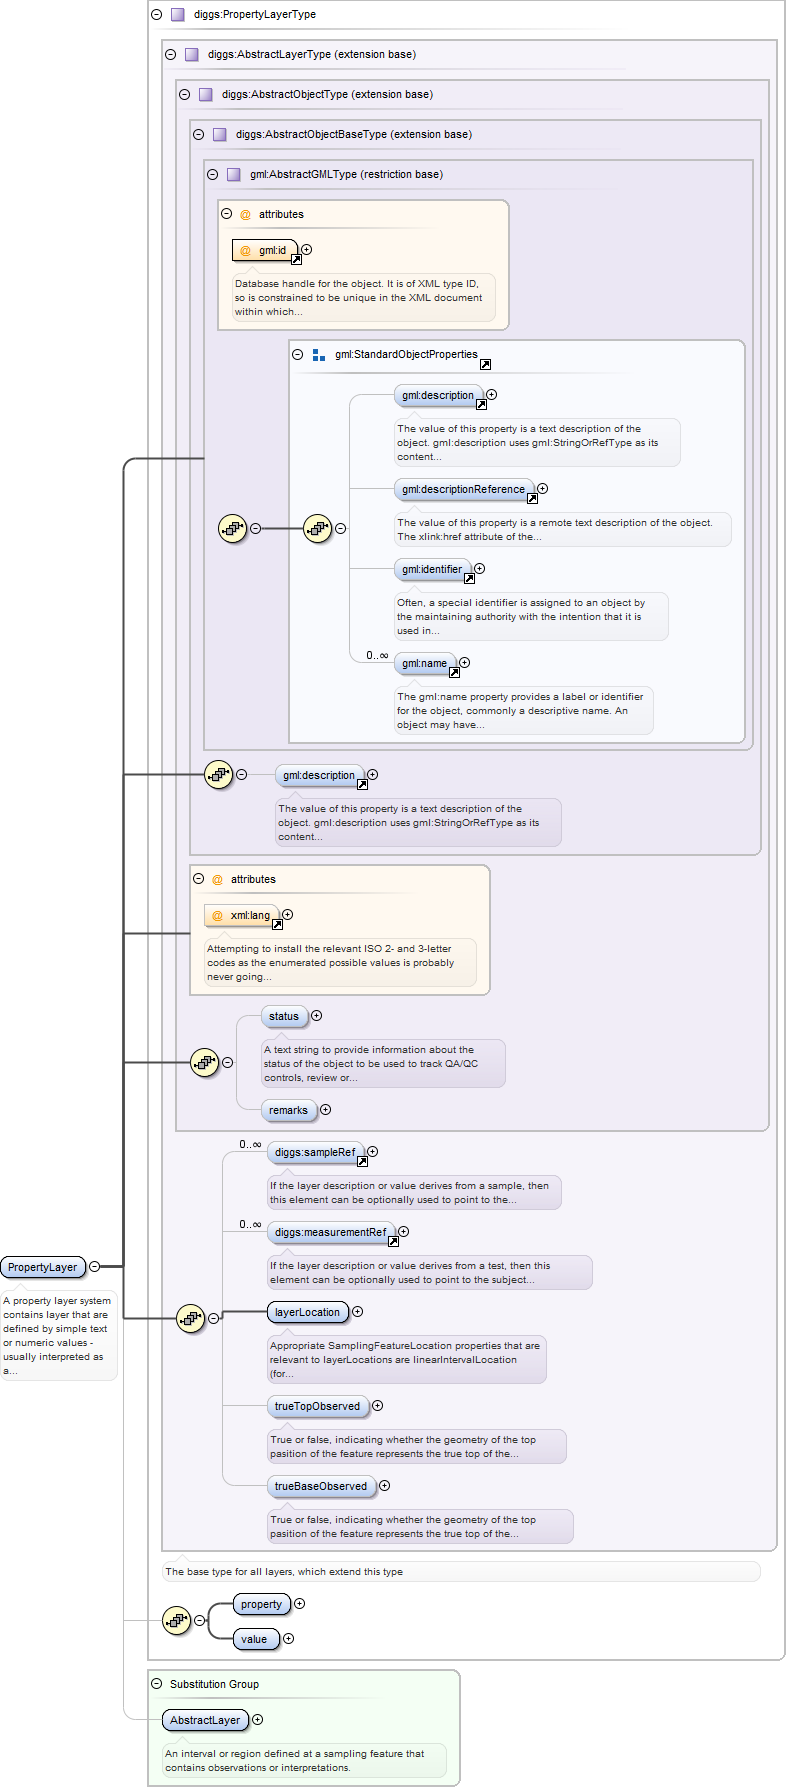 diggs:PropertyLayerType
diggs:AbstractLayerType (extension base)
diggs:AbstractObjectType (extension base)
diggs:AbstractObjectBaseType (extension base)
gml:AbstractGMLType (restriction base)
@ attributes
@ gml:id
Database handle for the object. It is of XML type ID,
so is constrained to be unique in the XML document
within which...
gml:StandardObjectProperties
gml:description
The value of this property is a text description of the
object. gml:description uses gml:StringOrRefType as its
content...
gml:descriptionReference
The value of this property is a remote text description of the object.
The xlink:href attribute of the...
gml:identifier
Often, a special identifier is assigned to an object by
the maintaining authority with the intention that it is
used in...
0..∞
gml:name
The gml:name property provides a label or identifier
for the object, commonly a descriptive name. An
object may have...
gml:description
The value of this property is a text description of the
object. gml:description uses gml:StringOrRefType as its
content...
@ attributes
@ xml:lang
Attempting to install the relevant ISO 2- and 3-letter
codes as the enumerated possible values is probably
never going...
status
A text string to provide information about the
status of the object to be used to track QA/QC
controls, review or...
remarks
0..∞
diggs:sampleRef
If the layer description or value derives from a sample, then
this element can be optionally used to point to the...
0..∞
diggs:measurementRef
If the layer description or value derives from a test, then this
element can be optionally used to point to the subject...
PropertyLayer
A property layer system
contains layer that are
defined by simple text
or numeric values -
usually interpreted as
a...
layerLocation
Appropriate SamplingFeatureLocation properties that are
relevant to layerLocations are linearIntervalLocation
(for...
trueTopObserved
True or false, indicating whether the geometry of the top
pasition of the feature represents the true top of the...
trueBaseObserved
True or false, indicating whether the geometry of the top
pasition of the feature represents the true top of the...
The base type for all layers, which extend this type
property
value
Substitution Group
AbstractLayer
An interval or region defined at a sampling feature that
contains observations or interpretations.